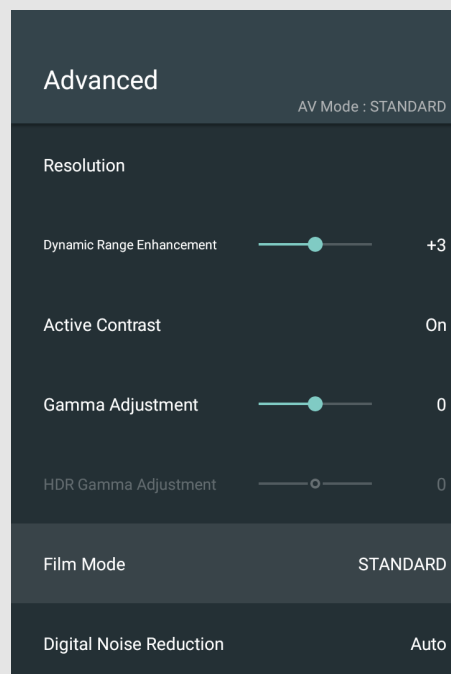 Advanced
AV Mode : STANDARD
Resolution
Dynamic Range Enhancement +3
Active Contrast On
Gamma Adjustment 0
HDR Gamma Adjustment 0
Film Mode STANDARD
Digital Noise Reduction Auto